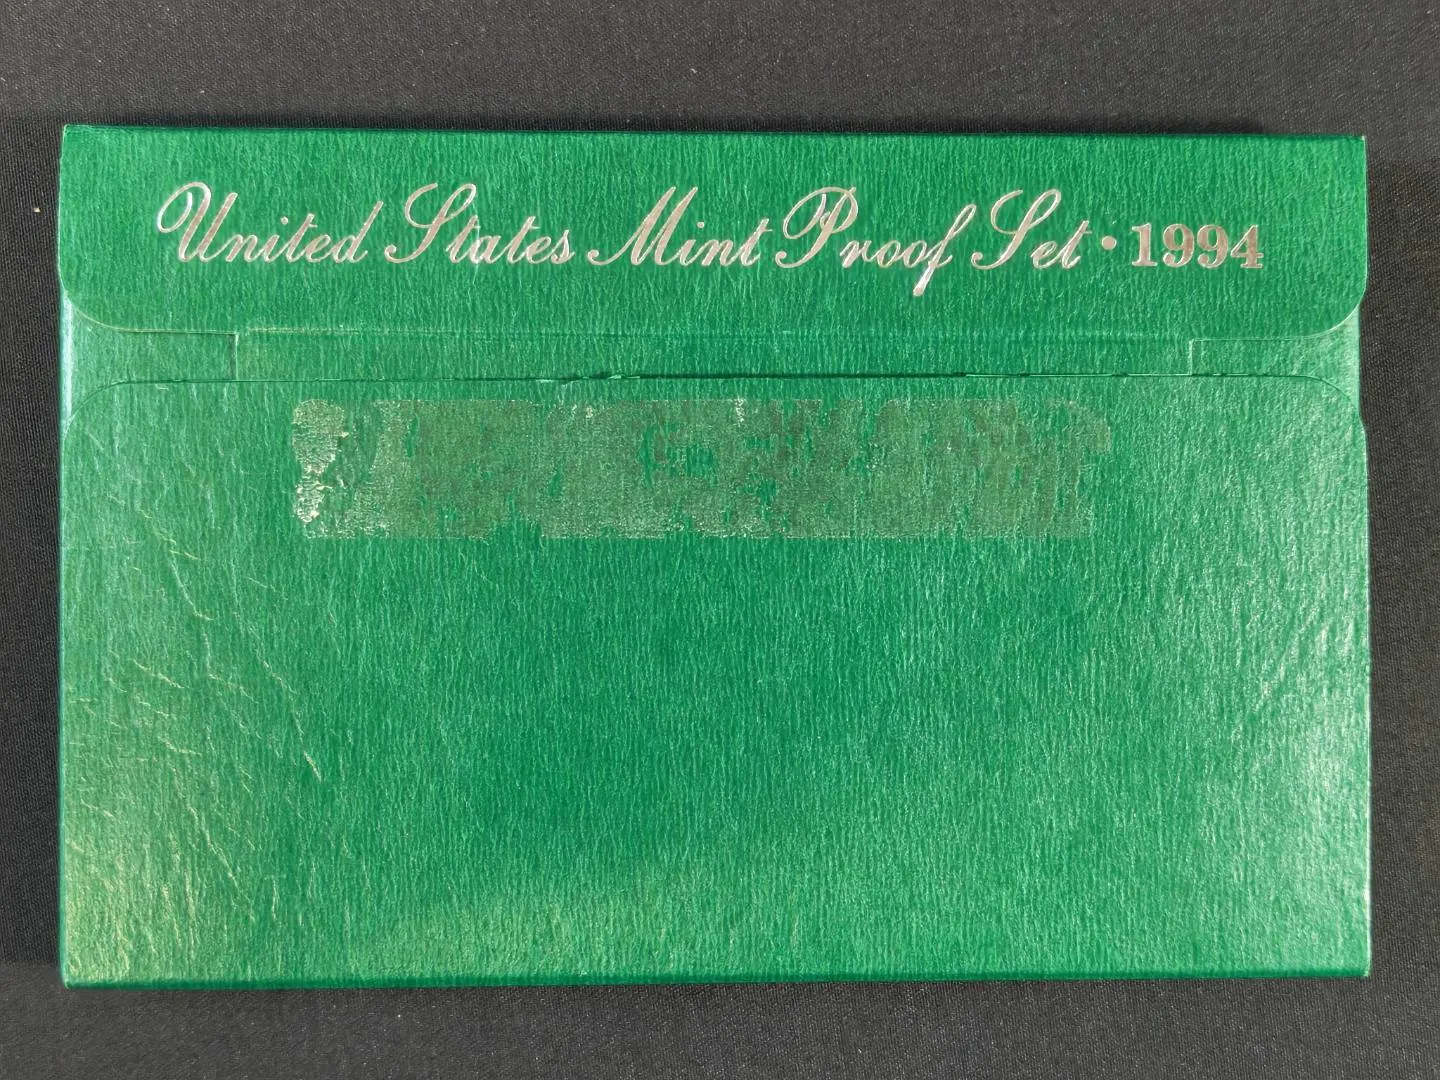 United States Mint Proof Set • 1994